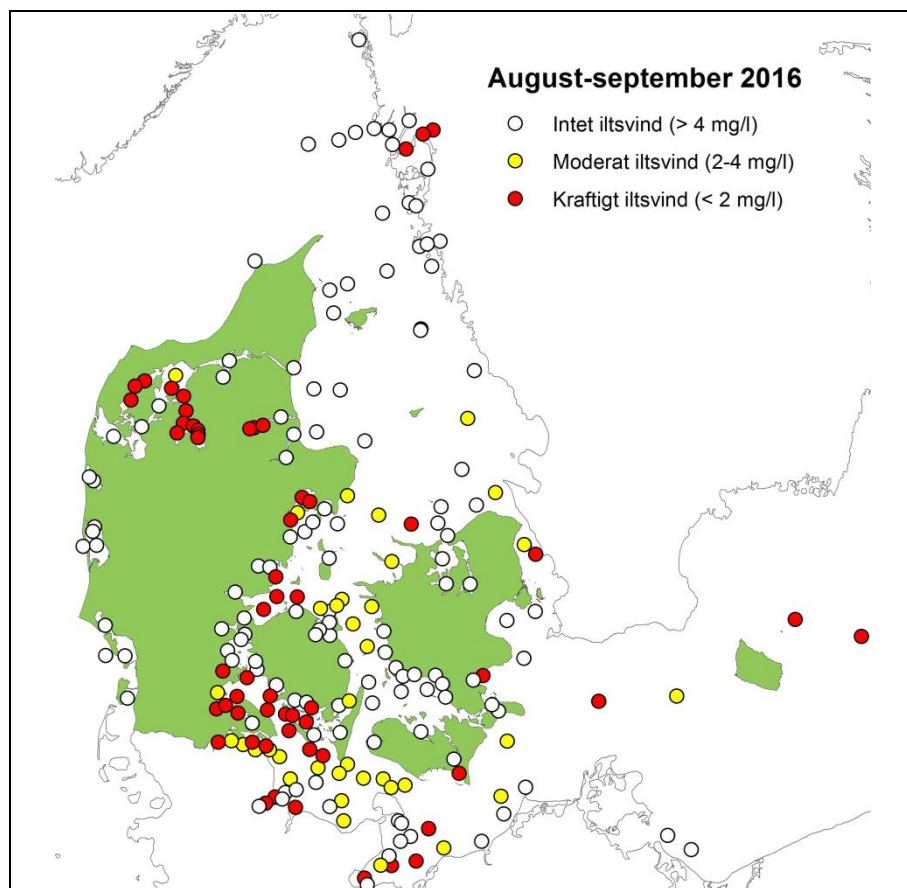 August-september 2016
Intet iltsvind (> 4 mg/l)
Moderat iltsvind (2-4 mg/l)
Kraftigt iltsvind (< 2 mg/l)